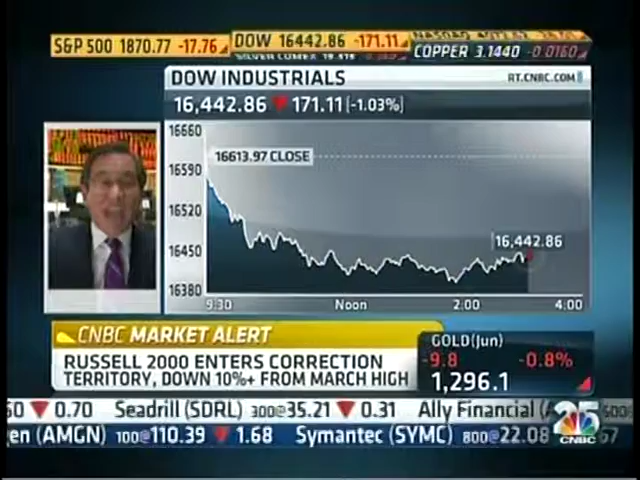 S&P 500 1870.77 -17.76
DOW 16442.86 -171.11
COPPER 3.1440 -0.0160
DOW INDUSTRIALS
RT.CNBC.COM
16,442.86 171.11 (-1.03%)
16660
16590
16520
16450
16380
16613.97 CLOSE
16,442.86
9:30 Noon 2:00 4:00
CNBC MARKET ALERT
RUSSELL 2000 ENTERS CORRECTION
TERRITORY, DOWN 10%+ FROM MARCH HIGH
GOLD(Jun)
-9.8 -0.8%
1,296.1
0.70 Seadrill (SDRL) 300@35.21 0.31 Ally Financial
(AMGN) 100@110.39 1.68 Symantec (SYMC) 800@22.08
25
CNBC